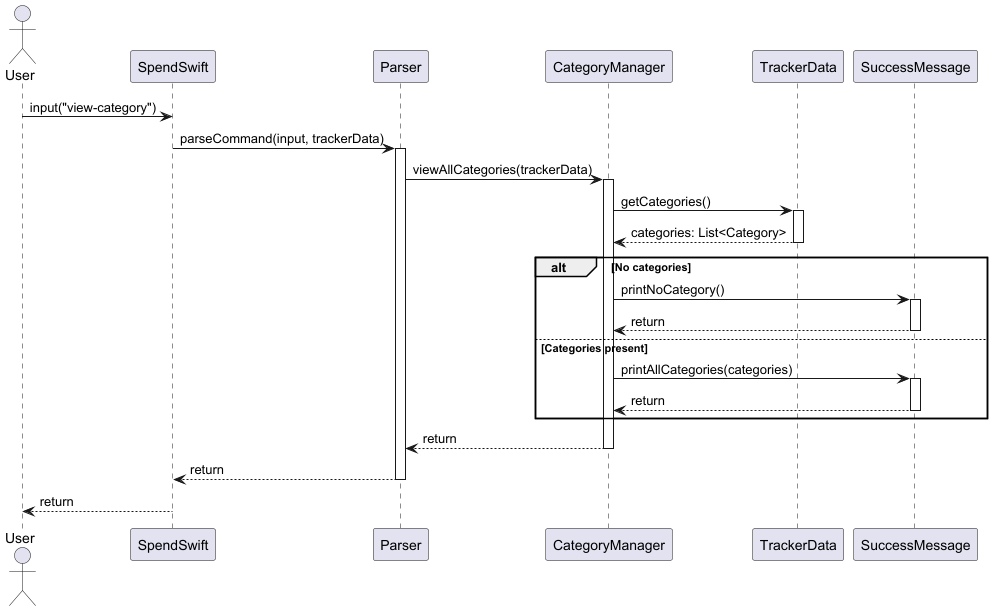 User
SpendSwift
Parser
CategoryManager
TrackerData
SuccessMessage
input("view-category")
parseCommand(input, trackerData)
viewAllCategories(trackerData)
getCategories()
categories: List<Category>
alt
[No categories]
printNoCategory()
return
[Categories present]
printAllCategories(categories)
return
return
return
return
User
SpendSwift
Parser
CategoryManager
TrackerData
SuccessMessage